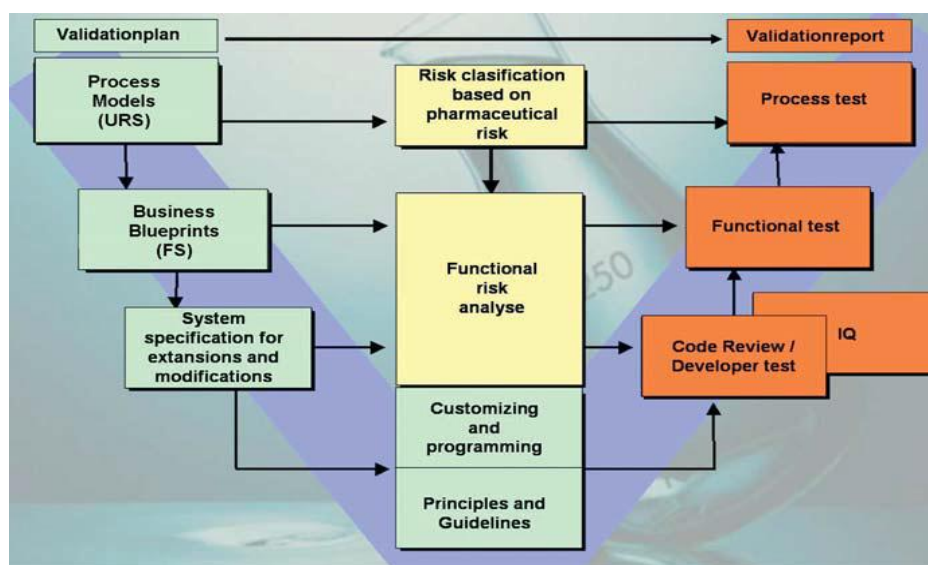 Validationplan
Validationreport
Process
Models
(URS)
Risk clasification
based on
pharmaceutical
risk
Process test
Business
Blueprints
(FS)
Functional
risk
analyse
Functional test
250
System
specification for
extansions and
modifications
Code Review /
Developer test
IQ
Customizing
and
programming
Principles and
Guidelines